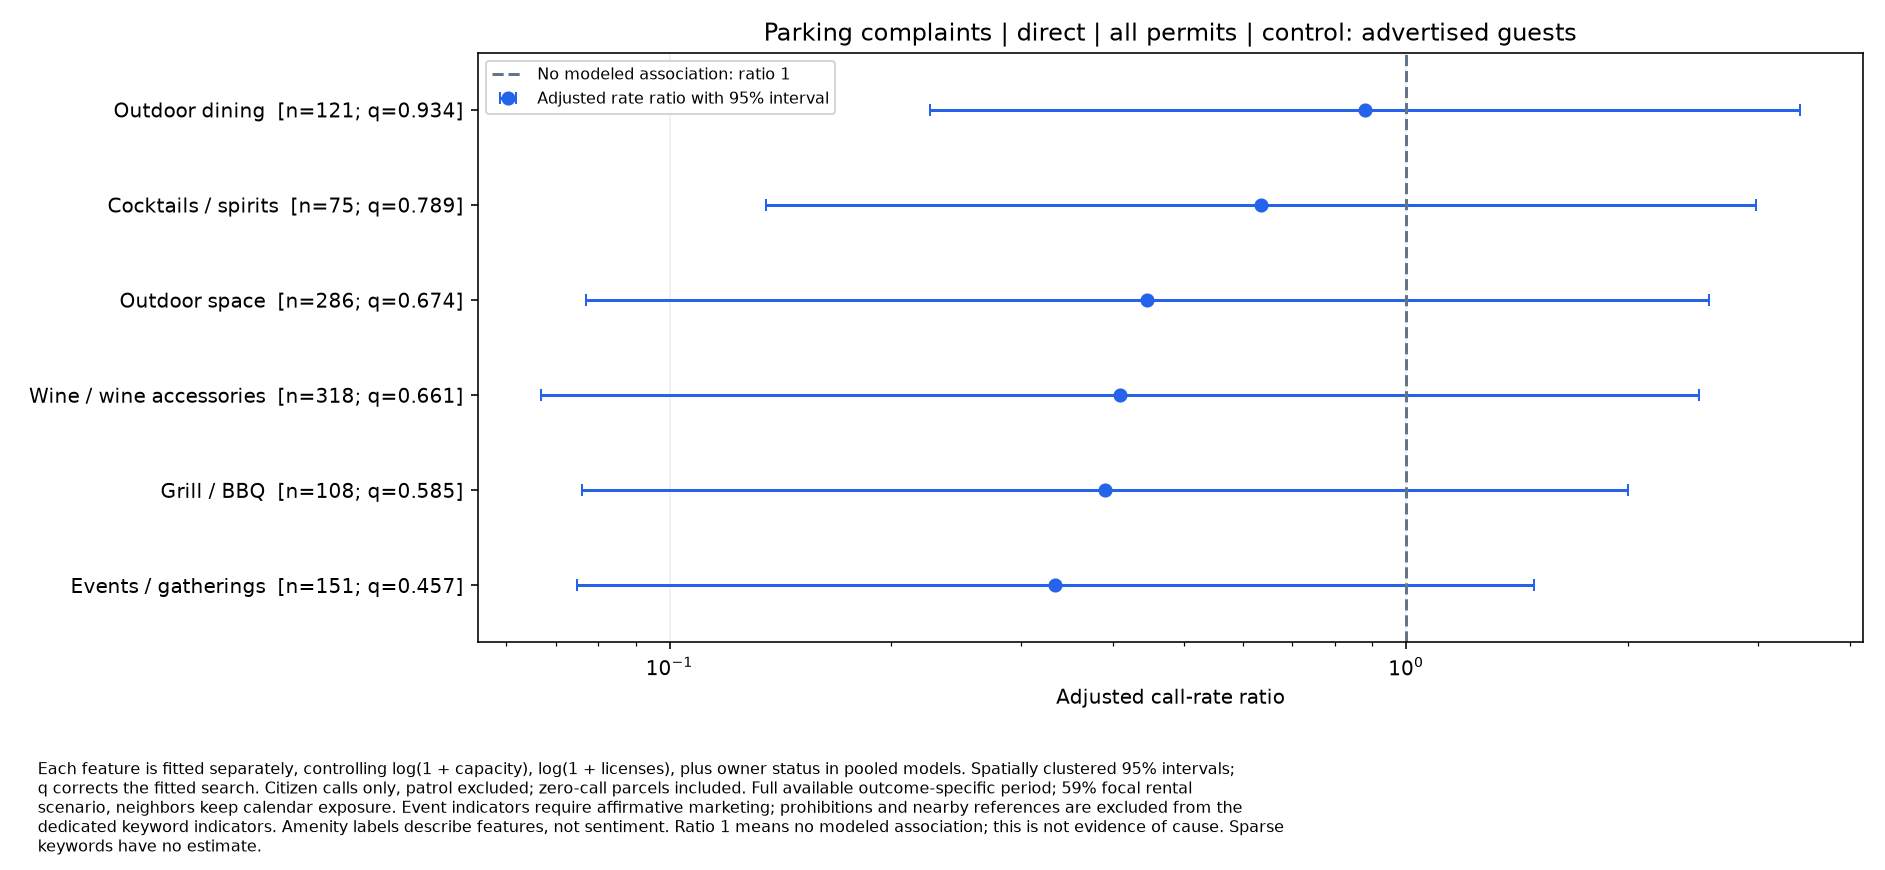 Parking complaints | direct | all permits | control: advertised guests
No modeled association: ratio 1
Adjusted rate ratio with 95% interval
Outdoor dining [n=121; q=0.934]
Cocktails / spirits [n=75; q=0.789]
Outdoor space [n=286; q=0.674]
Wine / wine accessories [n=318; q=0.661]
Grill / BBQ [n=108; q=0.585]
Events / gatherings [n=151; q=0.457]
10⁻¹ 10⁰
Adjusted call-rate ratio
Each feature is fitted separately, controlling log(1 + capacity), log(1 + licenses), plus owner status in pooled models. Spatially clustered 95% intervals;
q corrects the fitted search. Citizen calls only, patrol excluded; zero-call parcels included. Full available outcome-specific period; 59% focal rental
scenario, neighbors keep calendar exposure. Event indicators require affirmative marketing; prohibitions and nearby references are excluded from the
dedicated keyword indicators. Amenity labels describe features, not sentiment. Ratio 1 means no modeled association; this is not evidence of cause. Sparse
keywords have no estimate.